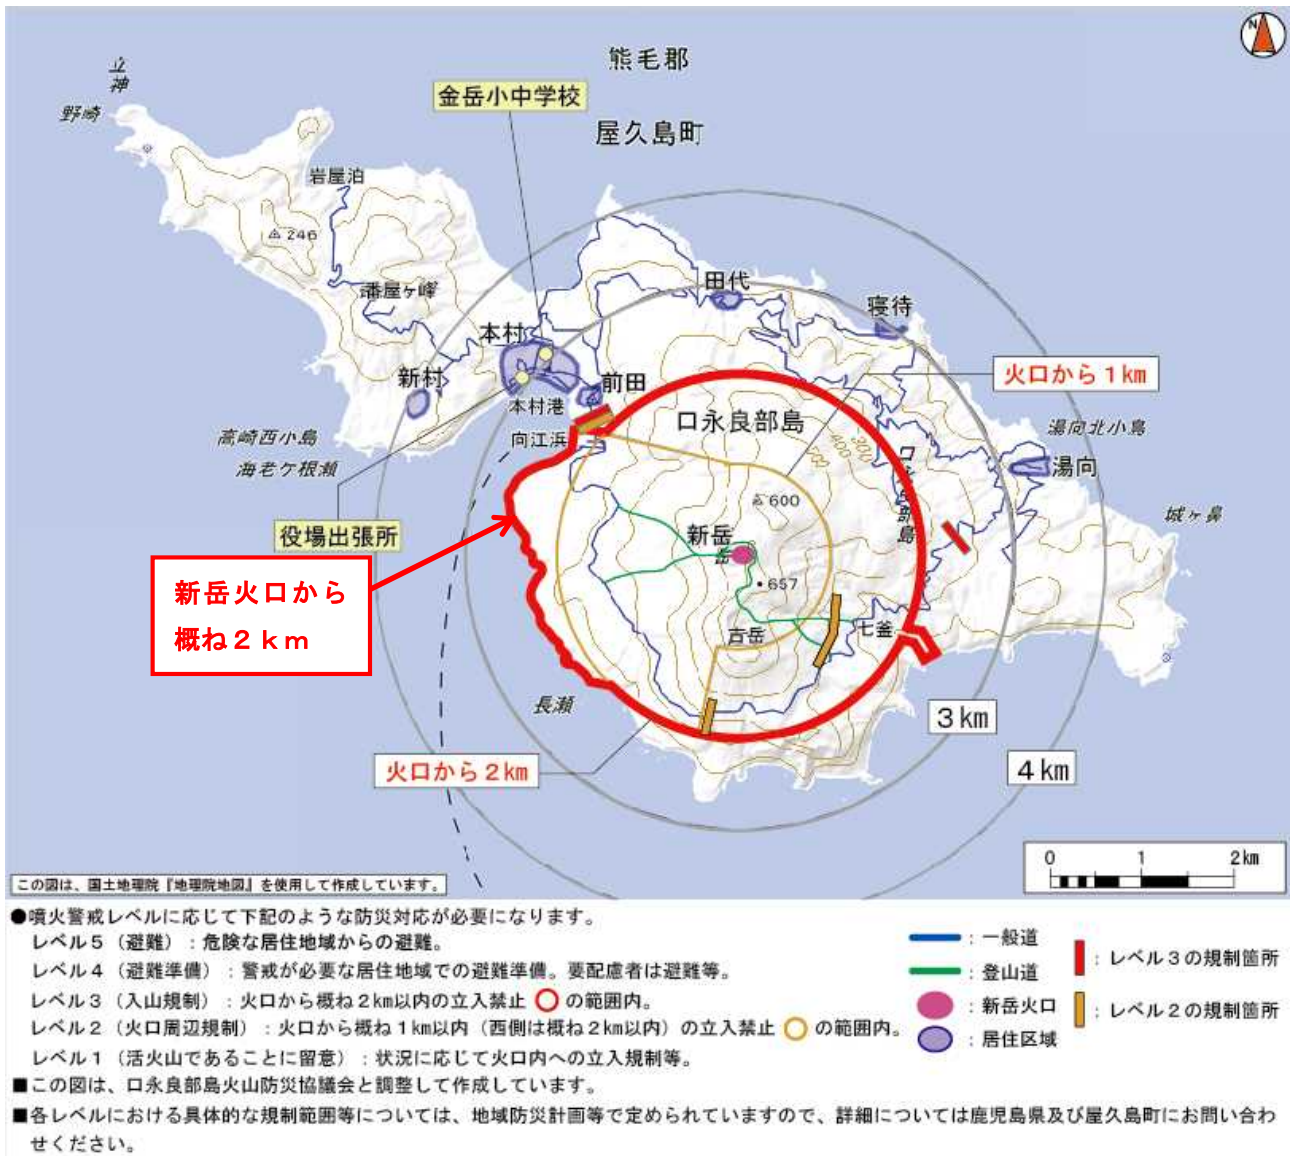 N
熊毛郡
屋久島町
金岳小中学校
立神
野崎
岩屋泊
246
番屋ヶ峰
本村
新村
本村港
前田
向江浜
田代
寝待
火口から1km
口永良部島
湯向北小島
湯向
城ヶ鼻
高崎西小島
海老ケ根瀬
役場出張所
新岳火口から
概ね2km
300
400
500
口永良部島
600
新岳
岳
657
古岳
七釜
長瀬
火口から2km
3km
4km
0 1 2km
この図は、国土地理院『地理院地図』を使用して作成しています。
●噴火警戒レベルに応じて下記のような防災対応が必要になります。
レベル5(避難):危険な居住地域からの避難。
レベル4(避難準備):警戒が必要な居住地域での避難準備。要配慮者は避難等。
レベル3(入山規制):火口から概ね2km以内の立入禁止 の範囲内。
レベル2(火口周辺規制):火口から概ね1km以内(西側は概ね2km以内)の立入禁止 の範囲内。
レベル1(活火山であることに留意):状況に応じて火口内への立入規制等。
:一般道
:登山道
:新岳火口
:居住区域
:レベル3の規制箇所
:レベル2の規制箇所
■この図は、口永良部島火山防災協議会と調整して作成しています。
■各レベルにおける具体的な規制範囲等については、地域防災計画等で定められていますので、詳細については鹿児島県及び屋久島町にお問い合わ
せください。